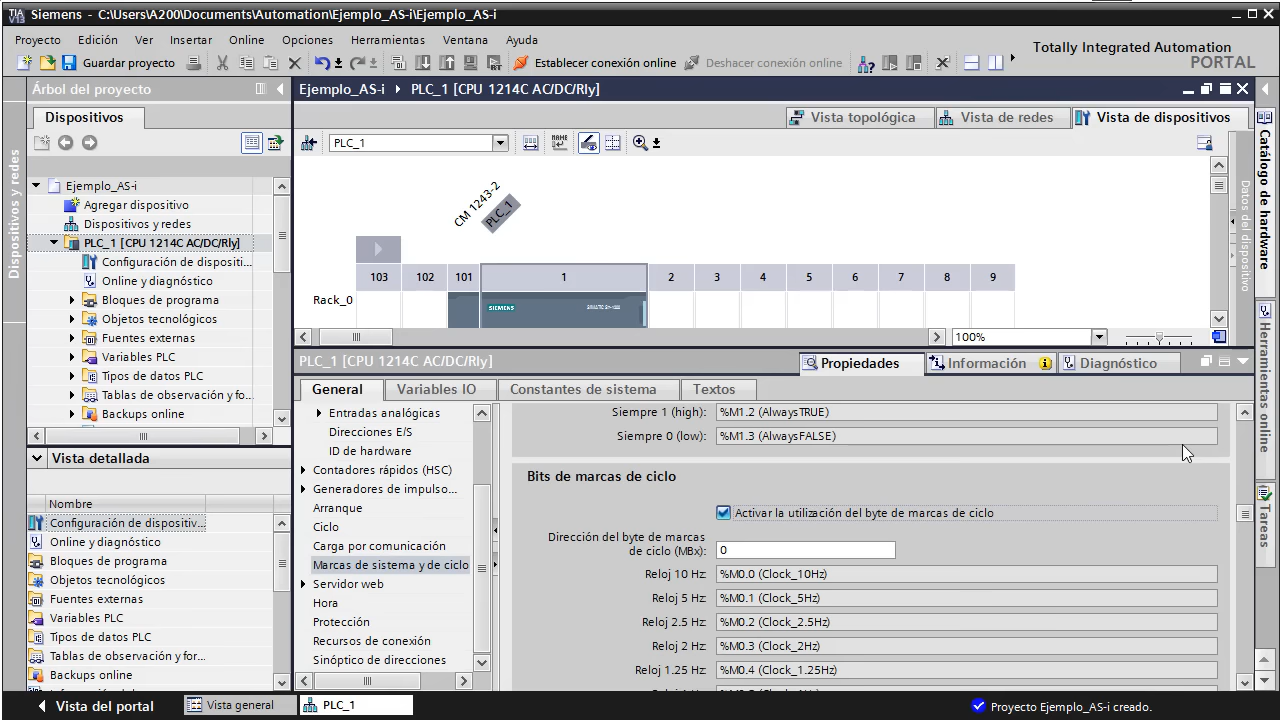 TIA V13 Siemens - C:\Users\A200\Documents\Automation\Ejemplo_AS-i\Ejemplo_AS-i
Proyecto Edición Ver Insertar Online Opciones Herramientas Ventana Ayuda
Totally Integrated Automation
PORTAL
Guardar proyecto Establecer conexión online Deshacer conexión online
Árbol del proyecto
Ejemplo_AS-i PLC_1 [CPU 1214C AC/DC/Rly]
Dispositivos
Vista topológica Vista de redes Vista de dispositivos
PLC_1
NAME
Ejemplo_AS-i
Agregar dispositivo
Dispositivos y redes
PLC_1 [CPU 1214C AC/DC/Rly]
Configuración de dispositi...
Online y diagnóstico
Bloques de programa
Objetos tecnológicos
Fuentes externas
Variables PLC
Tipos de datos PLC
Tablas de observación y fo...
Backups online
Dispositivos y redes
CM 1243-2
PLC_1
103 102 101 1 2 3 4 5 6 7 8 9
Rack_0
SIEMENS
100%
Datos del dispositivo
Catálogo de hardware
Herramientas online
Tareas
PLC_1 [CPU 1214C AC/DC/Rly]
Propiedades Información Diagnóstico
General Variables IO Constantes de sistema Textos
Entradas analógicas
Direcciones E/S
ID de hardware
Contadores rápidos (HSC)
Generadores de impulso...
Arranque
Ciclo
Carga por comunicación
Marcas de sistema y de ciclo
Servidor web
Hora
Protección
Recursos de conexión
Sinóptico de direcciones
Siempre 1 (high): %M1.2 (AlwaysTRUE)
Siempre 0 (low): %M1.3 (AlwaysFALSE)
Bits de marcas de ciclo
Activar la utilización del byte de marcas de ciclo
Dirección del byte de marcas
de ciclo (MBx): 0
Reloj 10 Hz: %M0.0 (Clock_10Hz)
Reloj 5 Hz: %M0.1 (Clock_5Hz)
Reloj 2.5 Hz: %M0.2 (Clock_2.5Hz)
Reloj 2 Hz: %M0.3 (Clock_2Hz)
Reloj 1.25 Hz: %M0.4 (Clock_1.25Hz)
Vista detallada
Nombre
Configuración de dispositiv...
Online y diagnóstico
Bloques de programa
Objetos tecnológicos
Fuentes externas
Variables PLC
Tipos de datos PLC
Tablas de observación y for...
Backups online
Vista del portal Vista general PLC_1 Proyecto Ejemplo_AS-i creado.